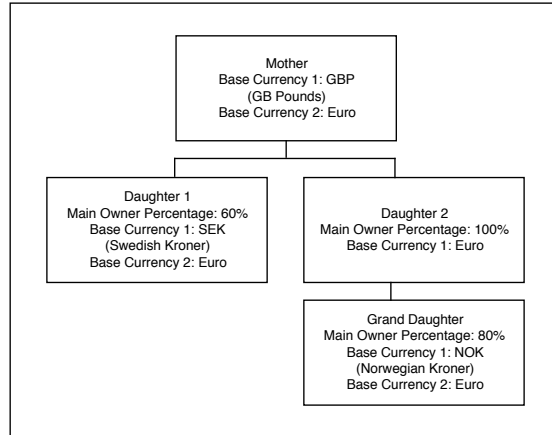 Mother
Base Currency 1: GBP
(GB Pounds)
Base Currency 2: Euro
Daughter 1
Main Owner Percentage: 60%
Base Currency 1: SEK
(Swedish Kroner)
Base Currency 2: Euro
Daughter 2
Main Owner Percentage: 100%
Base Currency 1: Euro
Grand Daughter
Main Owner Percentage: 80%
Base Currency 1: NOK
(Norwegian Kroner)
Base Currency 2: Euro